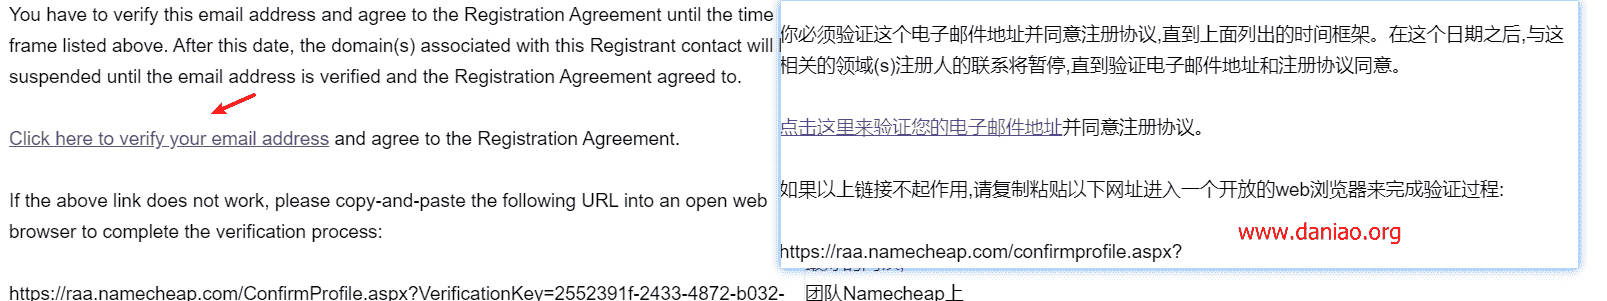 You have to verify this email address and agree to the Registration Agreement until the time
frame listed above. After this date, the domain(s) associated with this Registrant contact will
suspended until the email address is verified and the Registration Agreement agreed to.
Click here to verify your email address and agree to the Registration Agreement.
If the above link does not work, please copy-and-paste the following URL into an open web
browser to complete the verification process:
https://raa.namecheap.com/ConfirmProfile.aspx?VerificationKey=2552391f-2433-4872-b032-
你必须验证这个电子邮件地址并同意注册协议,直到上面列出的时间框架。在这个日期之后,与这
相关的领域(s)注册人的联系将暂停,直到验证电子邮件地址和注册协议同意。
点击这里来验证您的电子邮件地址并同意注册协议。
如果以上链接不起作用,请复制粘贴以下网址进入一个开放的web浏览器来完成验证过程:
www.daniao.org
https://raa.namecheap.com/confirmprofile.aspx?
团队Namecheap上